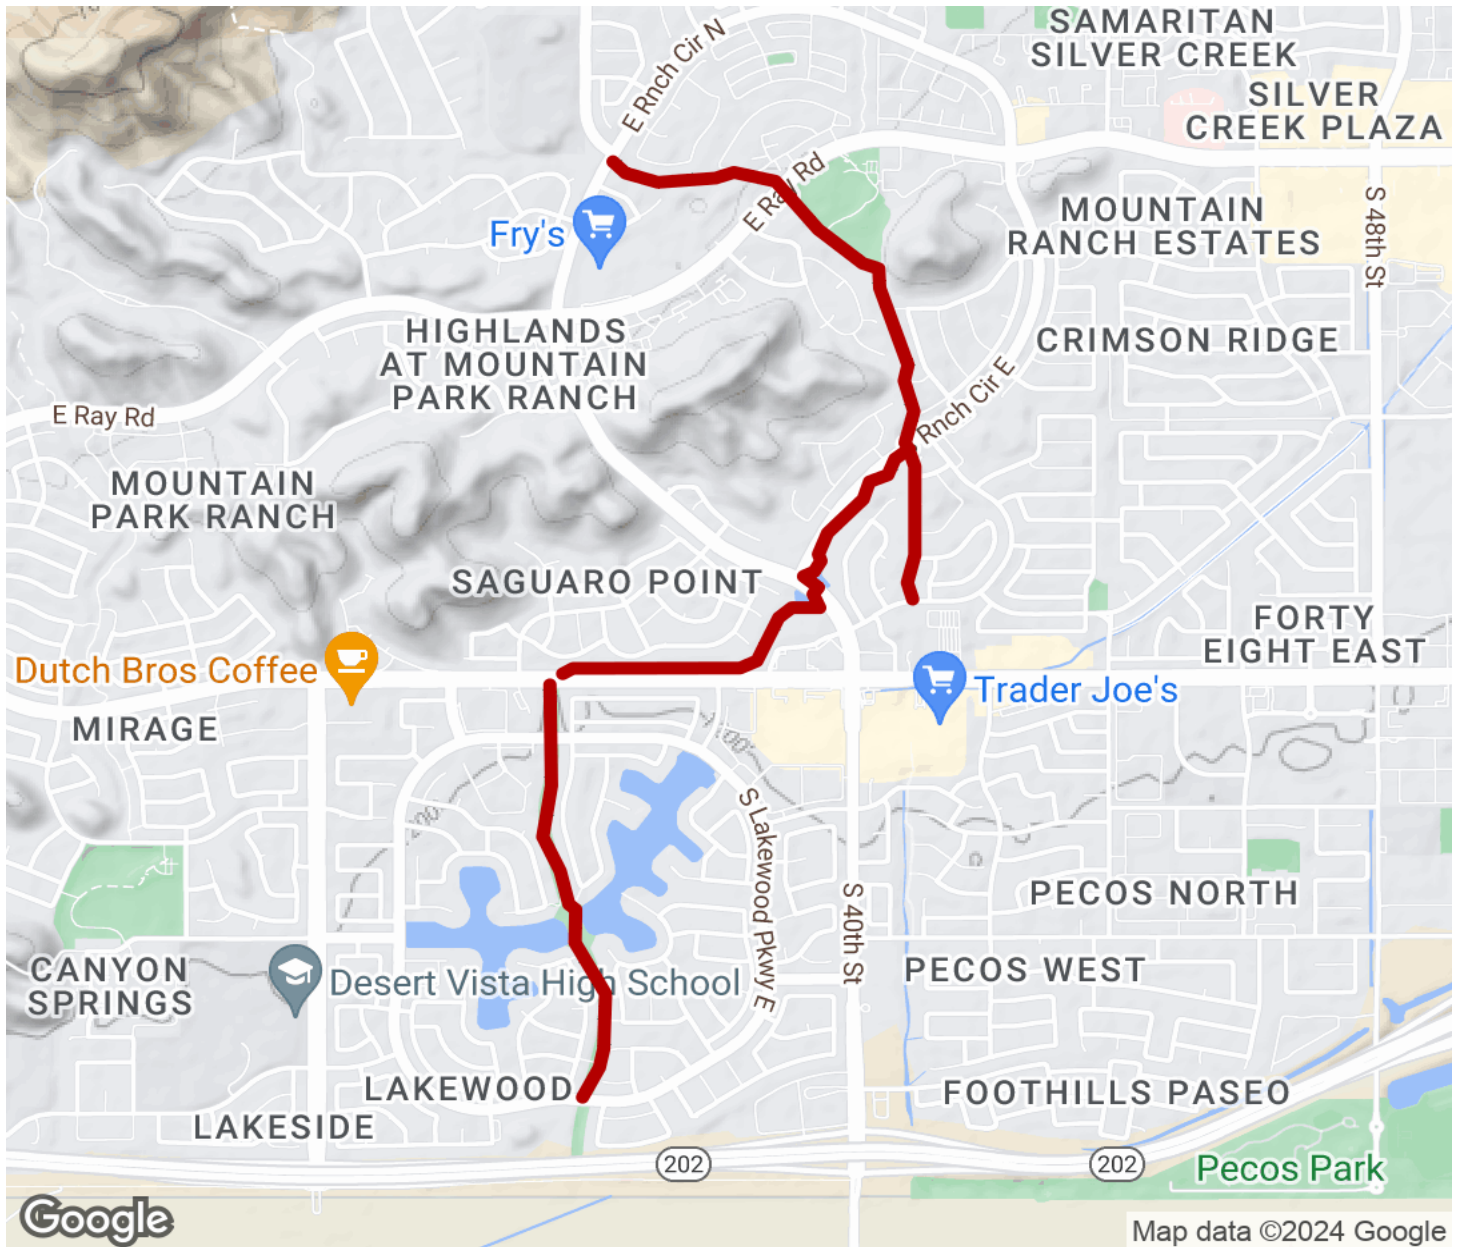 SAMARITAN
SILVER CREEK
E Rnch Cir N
SILVER
CREEK PLAZA
E Ray Rd
S 48th St
MOUNTAIN
RANCH ESTATES
Fry's
HIGHLANDS
AT MOUNTAIN
PARK RANCH
CRIMSON RIDGE
E Ray Rd
Rnch Cir E
MOUNTAIN
PARK RANCH
SAGUARO POINT
FORTY
EIGHT EAST
Dutch Bros Coffee
Trader Joe's
MIRAGE
S Lakewood Pkwy E
S 40th St
PECOS NORTH
CANYON
SPRINGS
Desert Vista High School
PECOS WEST
LAKEWOOD
FOOTHILLS PASEO
LAKESIDE
202
202
Pecos Park
Google
Map data ©2024 Google